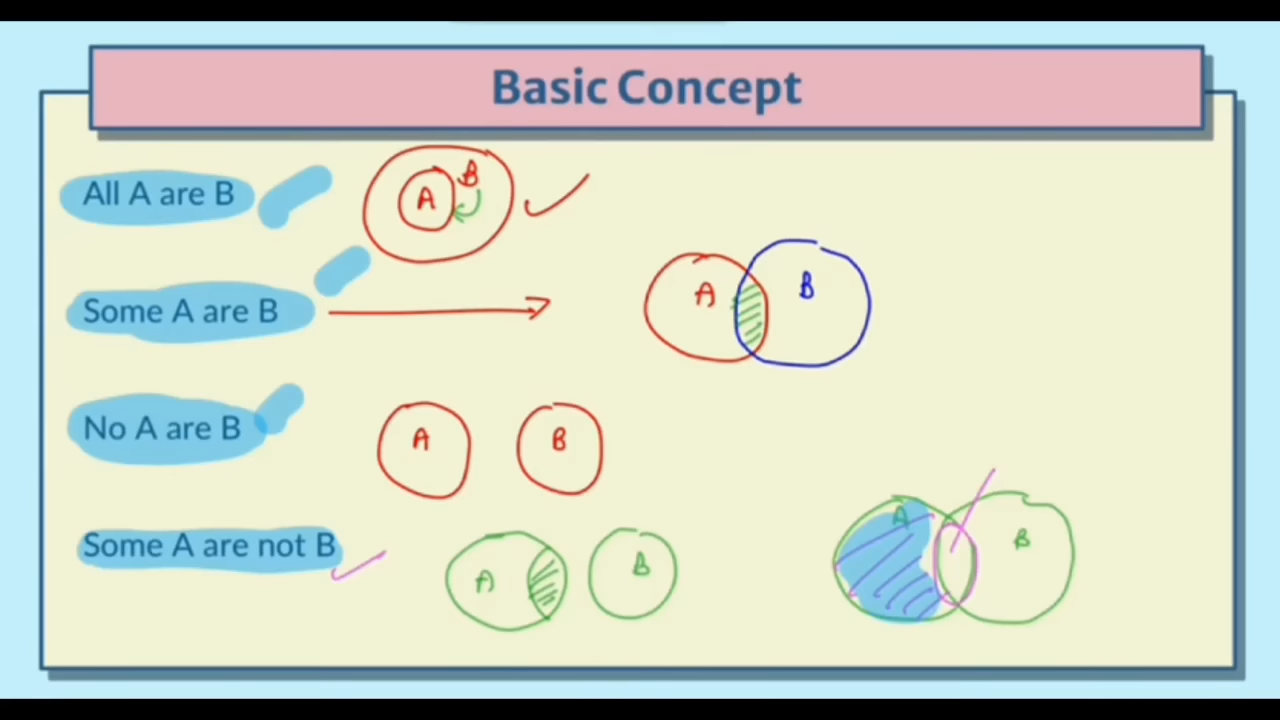 Basic Concept
All A are B
A B
Some A are B
A B
No A are B
A B
Some A are not B
A B
A B